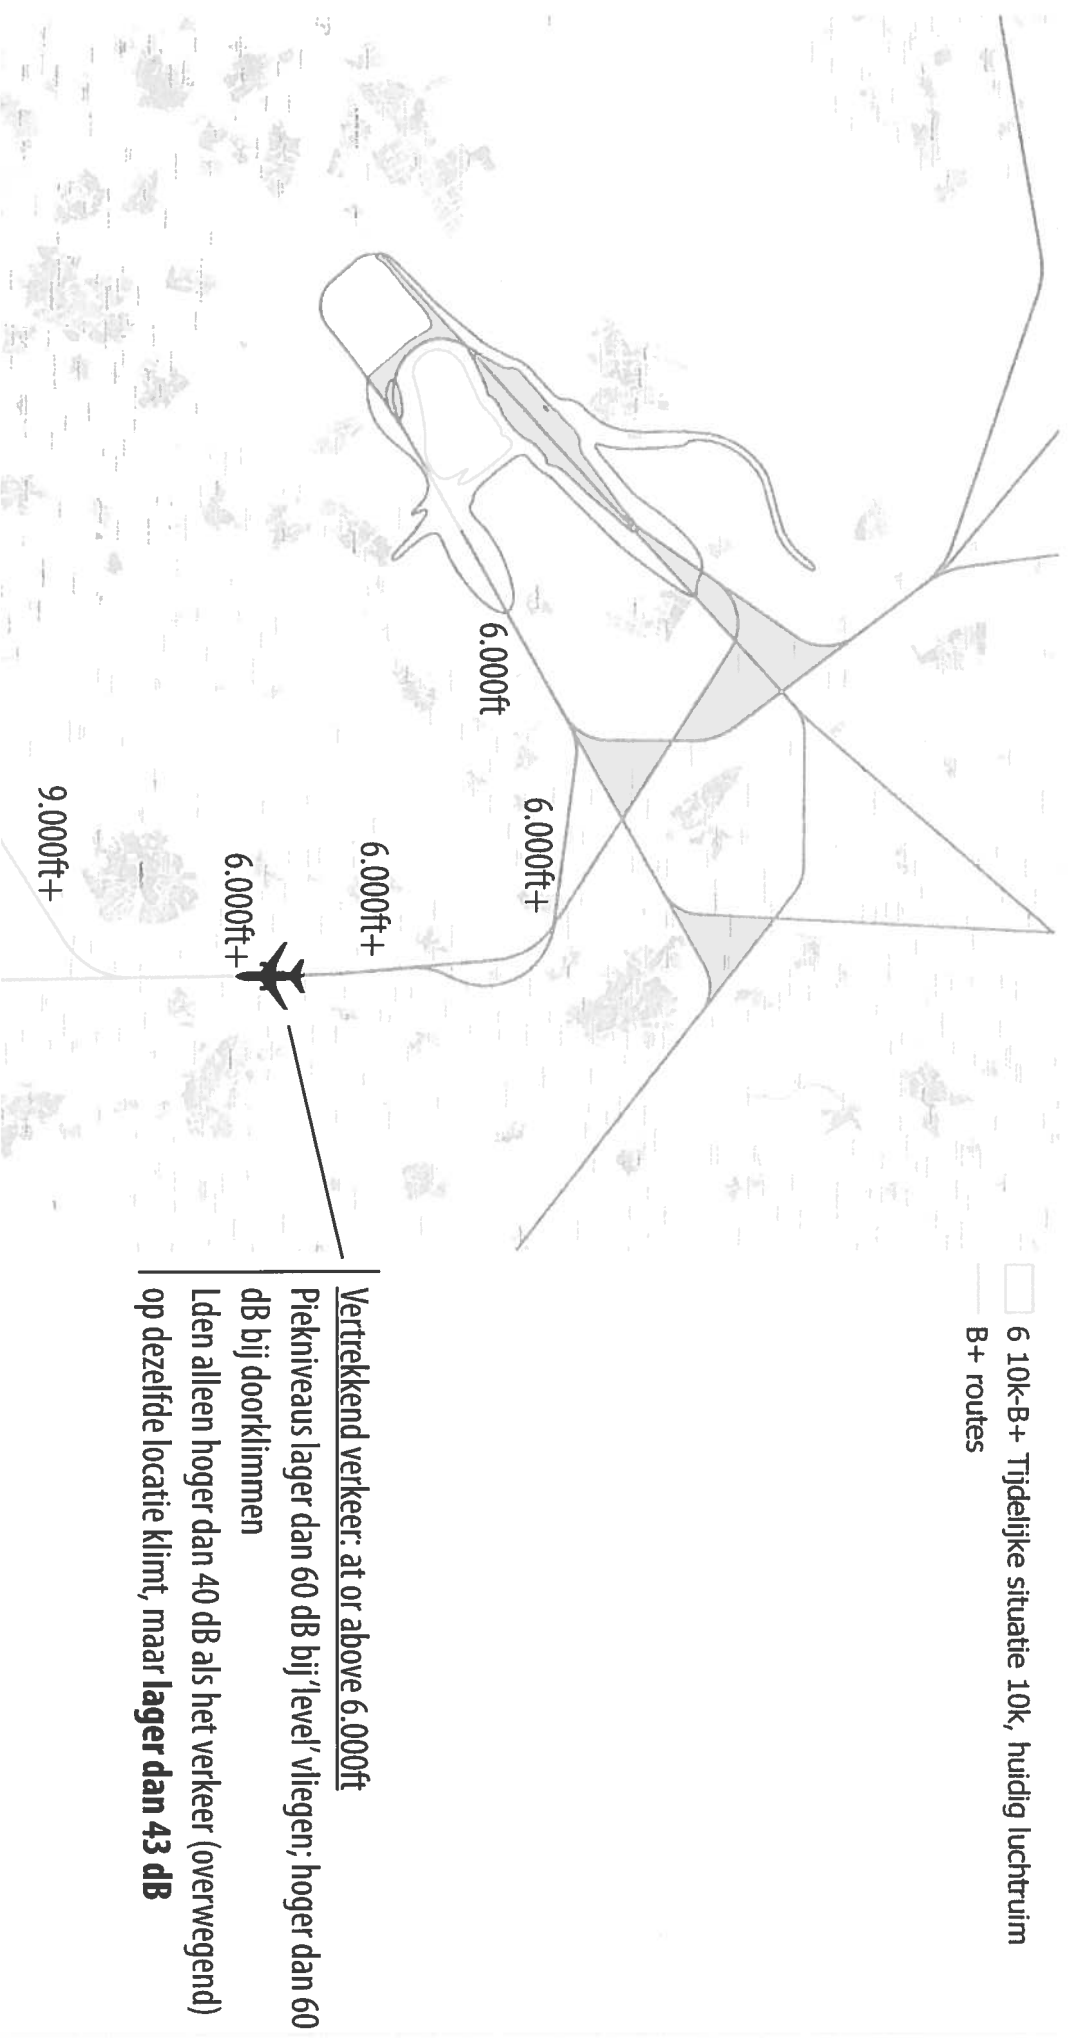 6 10k-B+ Tijdelijke situatie 10k, huidig luchtruim
B+ routes
6.000ft
6.000ft+
6.000ft+
6.000ft+
9.000ft+
Vertrekkend verkeer: at or above 6.000ft
Piekniveaus lager dan 60 dB bij ‘level’ vliegen; hoger dan 60
dB bij doorklimmen
Lden alleen hoger dan 40 dB als het verkeer (overwegend)
op dezelfde locatie klimt, maar lager dan 43 dB